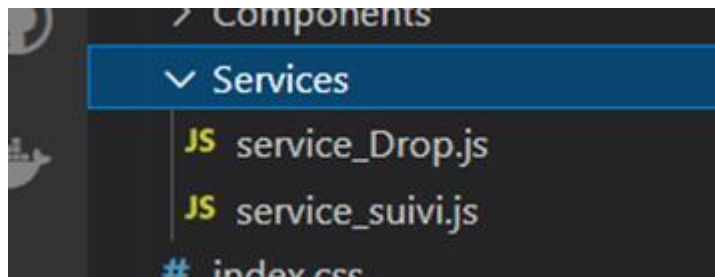 Components
Services
JS service_Drop.js
JS service_suivi.js
# index.css